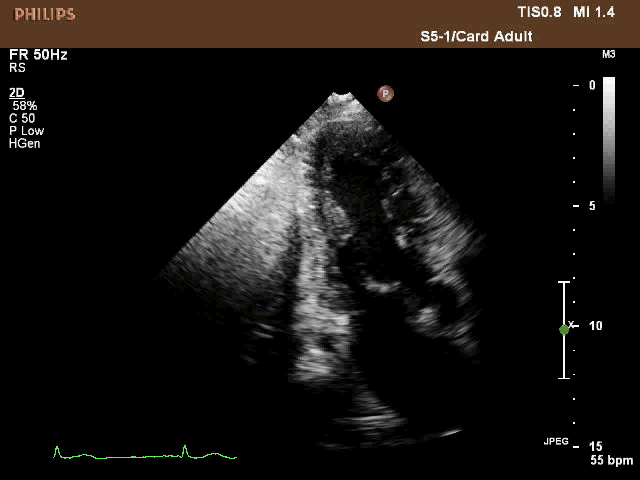 PHILIPS
TIS0.8 MI 1.4
S5-1/Card Adult
FR 50Hz
RS
M3
2D
58%
C 50
P Low
HGen
P
0
5
X
10
JPEG
15
55 bpm